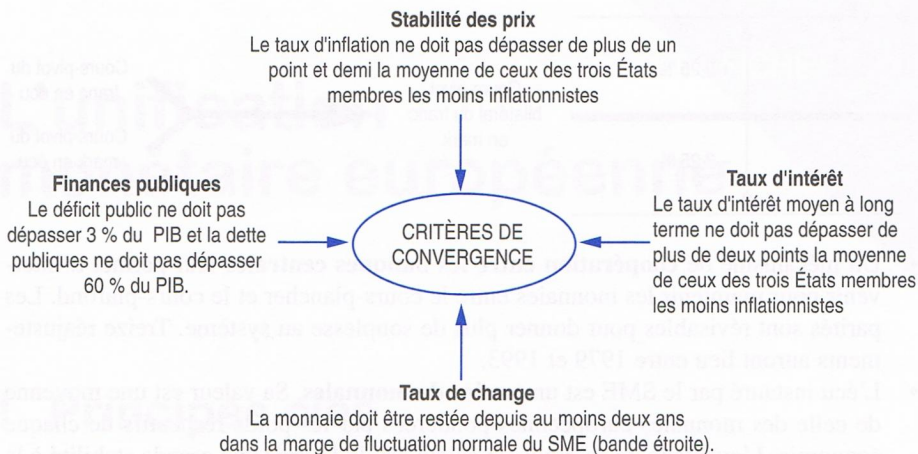 Stabilité des prix
Le taux d'inflation ne doit pas dépasser de plus de un
point et demi la moyenne de ceux des trois États
membres les moins inflationnistes
Finances publiques
Le déficit public ne doit pas
dépasser 3 % du PIB et la dette
publiques ne doit pas dépasser
60 % du PIB.
CRITÈRES DE
CONVERGENCE
Taux d'intérêt
Le taux d'intérêt moyen à long
terme ne doit pas dépasser de
plus de deux points la moyenne
de ceux des trois États membres
les moins inflationnistes
Taux de change
La monnaie doit être restée depuis au moins deux ans
dans la marge de fluctuation normale du SME (bande étroite).